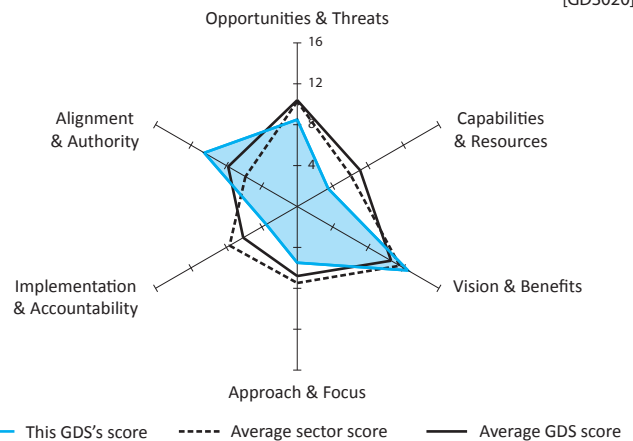 [GDS020]
Opportunities & Threats
16
12
8
4
Alignment
& Authority
Capabilities
& Resources
Implementation
& Accountability
Vision & Benefits
Approach & Focus
This GDS's score
Average sector score
Average GDS score